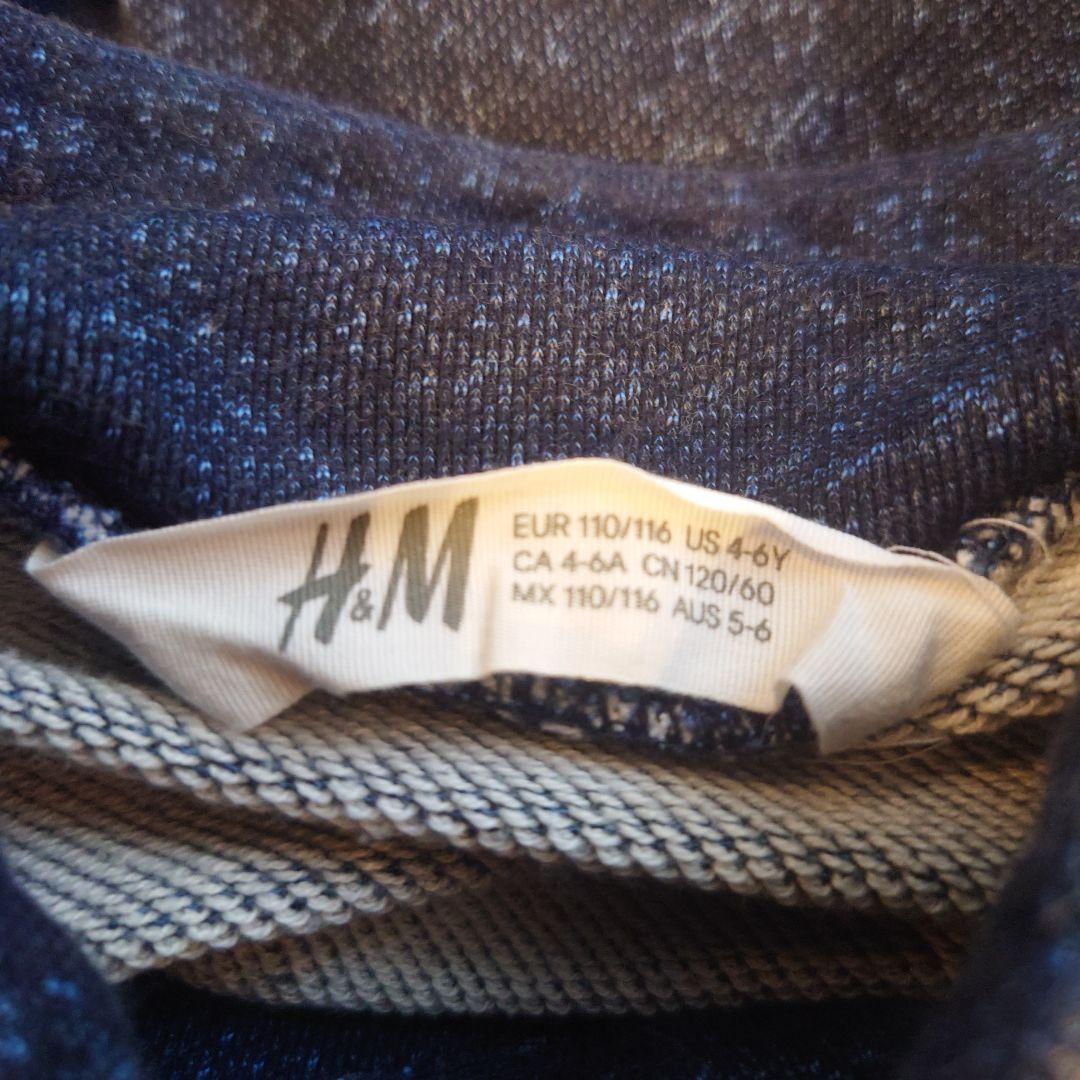 H&M
EUR 110/116 US 4-6Y
CA 4-6A CN 120/60
MX 110/116 AUS 5-6